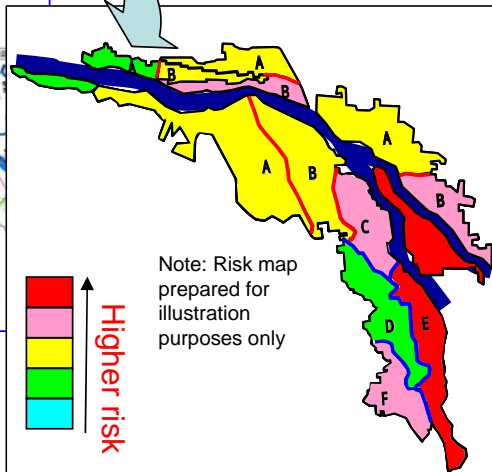 A
A
B
B
A
A
B
B
C
Note: Risk map
prepared for
illustration
purposes only
Higher risk
D
E
F